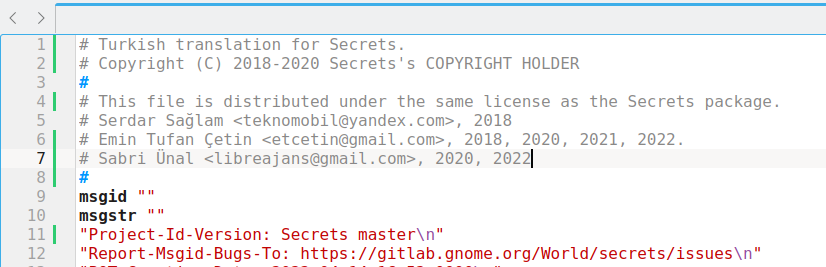 1 # Turkish translation for Secrets.
2 # Copyright (C) 2018-2020 Secrets's COPYRIGHT HOLDER
3 #
4 # This file is distributed under the same license as the Secrets package.
5 # Serdar Sağlam <teknomobil@yandex.com>, 2018
6 # Emin Tufan Çetin <etcetin@gmail.com>, 2018, 2020, 2021, 2022.
7 # Sabri Ünal <libreajans@gmail.com>, 2020, 2022
8 #
9 msgid ""
10 msgstr ""
11 "Project-Id-Version: Secrets master\n"
12 "Report-Msgid-Bugs-To: https://gitlab.gnome.org/World/secrets/issues\n"